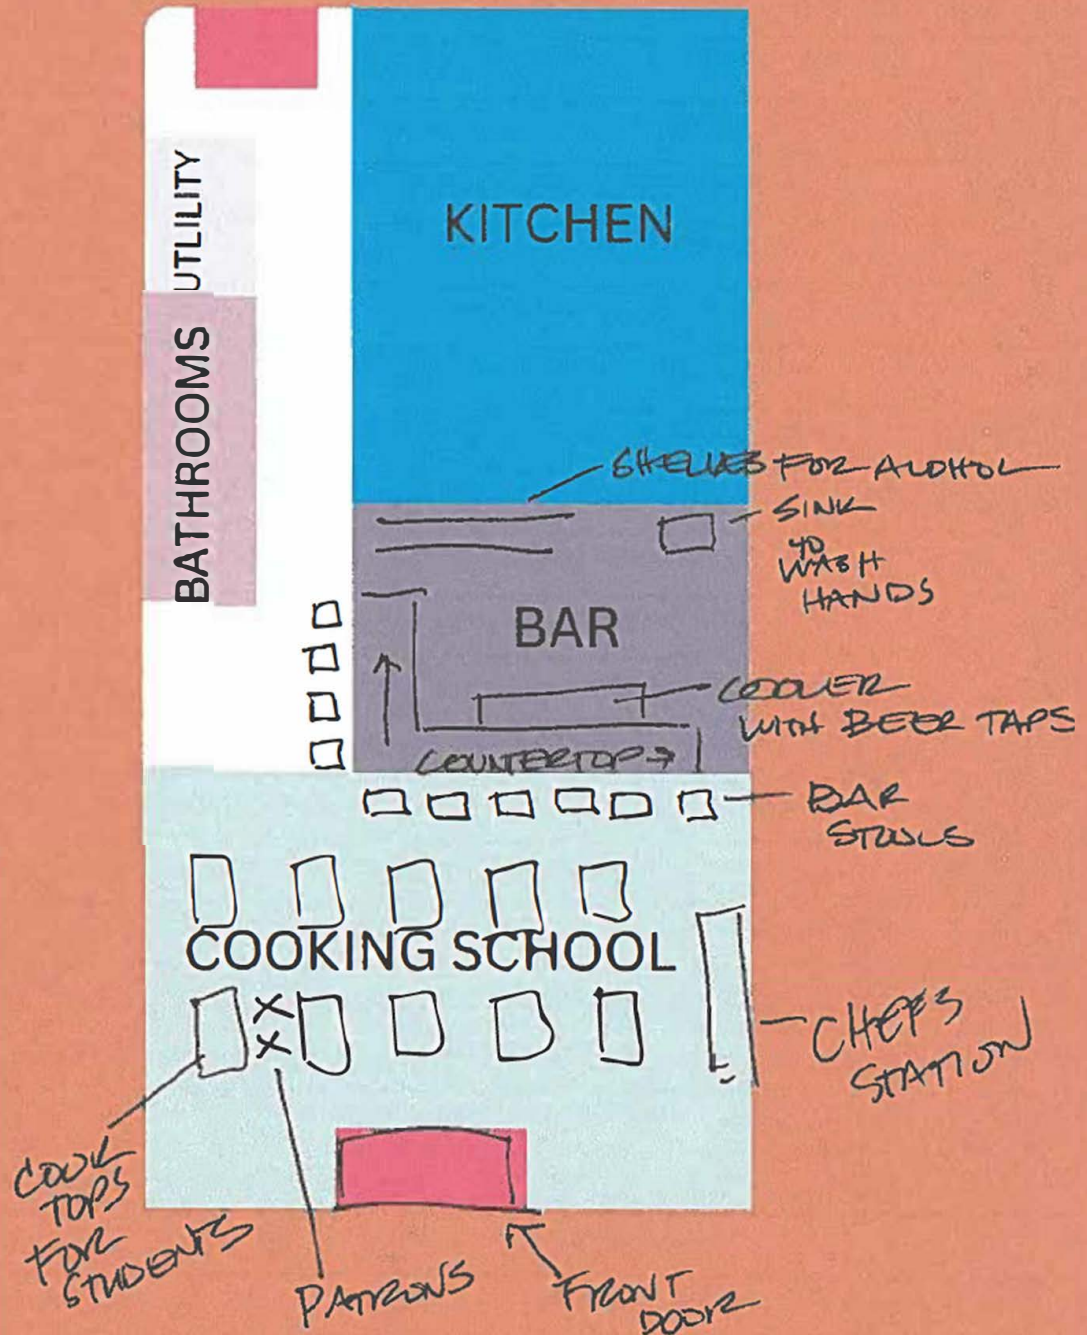 UTLILITY
KITCHEN
BATHROOMS
SHELVES FOR ALOHOL
SINK
TO
WASH
HANDS
BAR
COOLER
WITH BEER TAPS
COUNTERTOP
BAR
STOOLS
COOKING SCHOOL
CHEFS
STATION
COOK
TOPS
FOR
STUDENTS
PATRONS
FRONT
DOOR